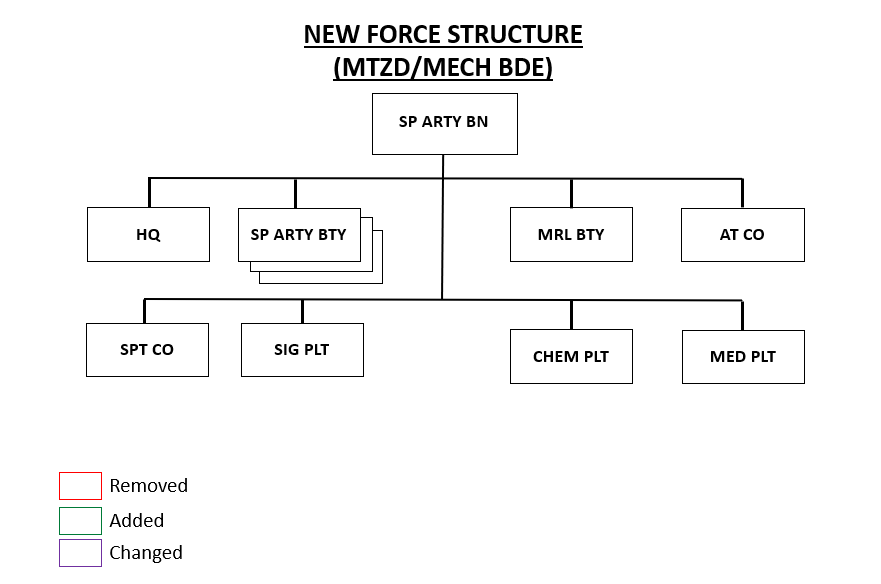 NEW FORCE STRUCTURE
(MTZD/MECH BDE)
SP ARTY BN
HQ
SP ARTY BTY
MRL BTY
AT CO
SPT CO
SIG PLT
CHEM PLT
MED PLT
Removed
Added
Changed